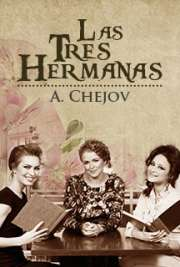 LAS
TRES
HERMANAS
A. CHEJOV